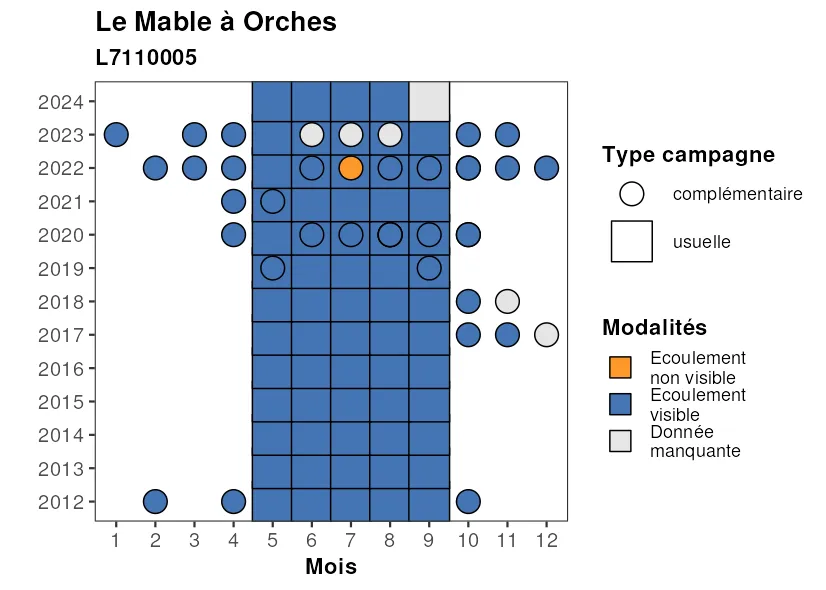 Le Mable à Orches
L7110005
2024
2023
2022
2021
2020
2019
2018
2017
2016
2015
2014
2013
2012
1 2 3 4 5 6 7 8 9 10 11 12
Mois
Type campagne
complémentaire
usuelle
Modalités
Ecoulement
non visible
Ecoulement
visible
Donnée
manquante